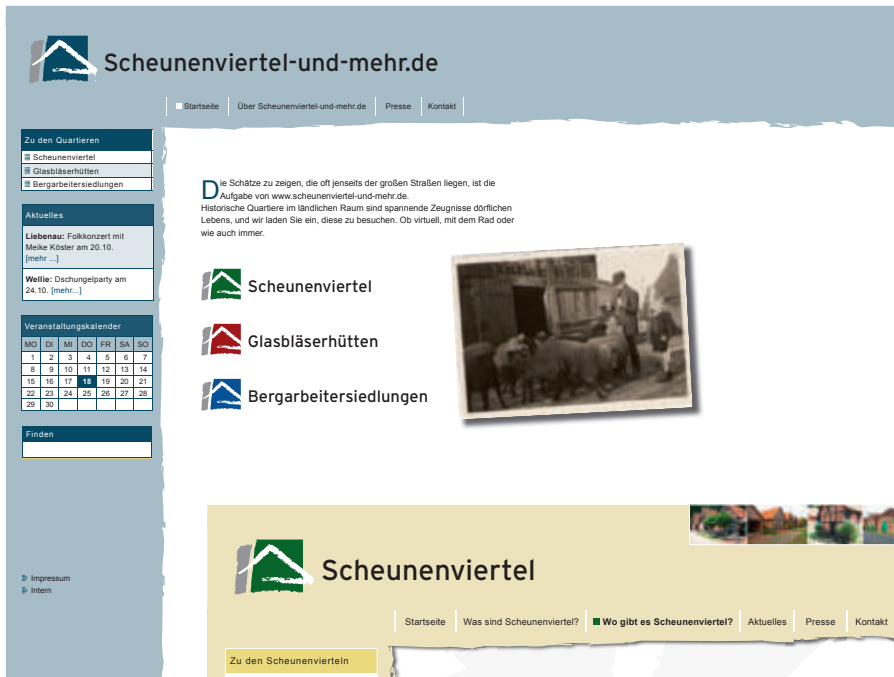 Scheunenviertel-und-mehr.de
Startseite Über Scheunenviertel-und-mehr.de Presse Kontakt
Zu den Quartieren
Scheunenviertel
Glasbläserhütten
Bergarbeitersiedlungen
Aktuelles
Liebenau: Folkkonzert mit
Meike Köster am 20.10.
[mehr ...]
Wellie: Dschungelparty am
24.10. [mehr...]
Veranstaltungskalender
MO DI MI DO FR SA SO
1 2 3 4 5 6 7
8 9 10 11 12 13 14
15 16 17 18 19 20 21
22 23 24 25 26 27 28
29 30
Finden
Impressum
Intern
Die Schätze zu zeigen, die oft jenseits der großen Straßen liegen, ist die
Aufgabe von www.scheunenviertel-und-mehr.de.
Historische Quartiere im ländlichen Raum sind spannende Zeugnisse dörflichen
Lebens, und wir laden Sie ein, diese zu besuchen. Ob virtuell, mit dem Rad oder
wie auch immer.
Scheunenviertel
Glasbläserhütten
Bergarbeitersiedlungen
Scheunenviertel
Startseite Was sind Scheunenviertel? Wo gibt es Scheunenviertel? Aktuelles Presse Kontakt
Zu den Scheunenvierteln